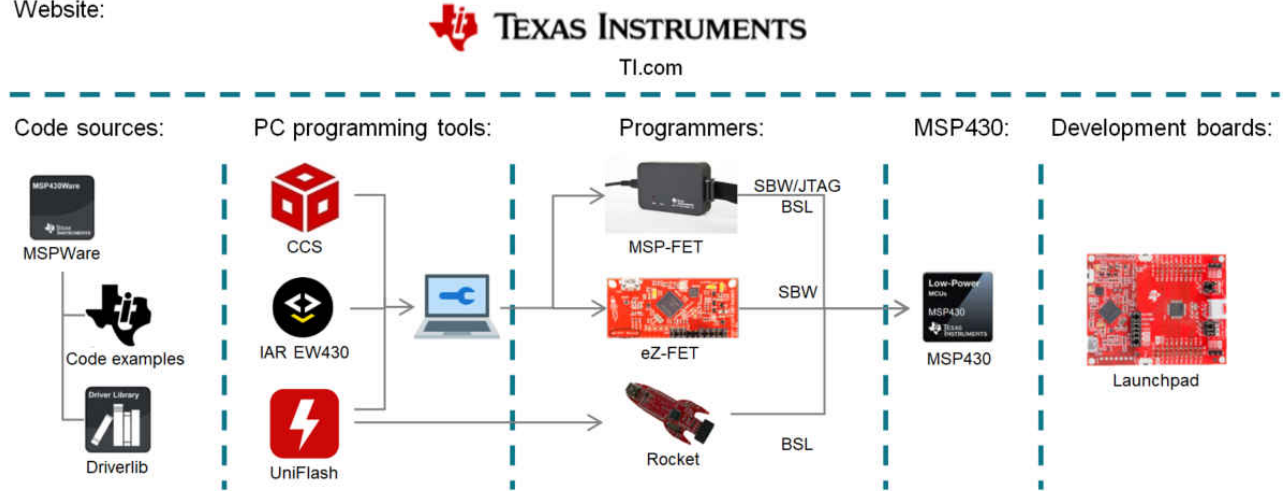 Website:
TEXAS INSTRUMENTS
TI.com
Code sources:
PC programming tools:
Programmers:
MSP430:
Development boards:
MSP430Ware
TEXAS INSTRUMENTS
MSPWare
Code examples
Driver Library
Driverlib
CCS
IAR EW430
UniFlash
MSP-FET
SBW/JTAG
BSL
eZ-FET
SBW
Rocket
BSL
Low-Power
MCUs
MSP430
TEXAS INSTRUMENTS
MSP430
Launchpad